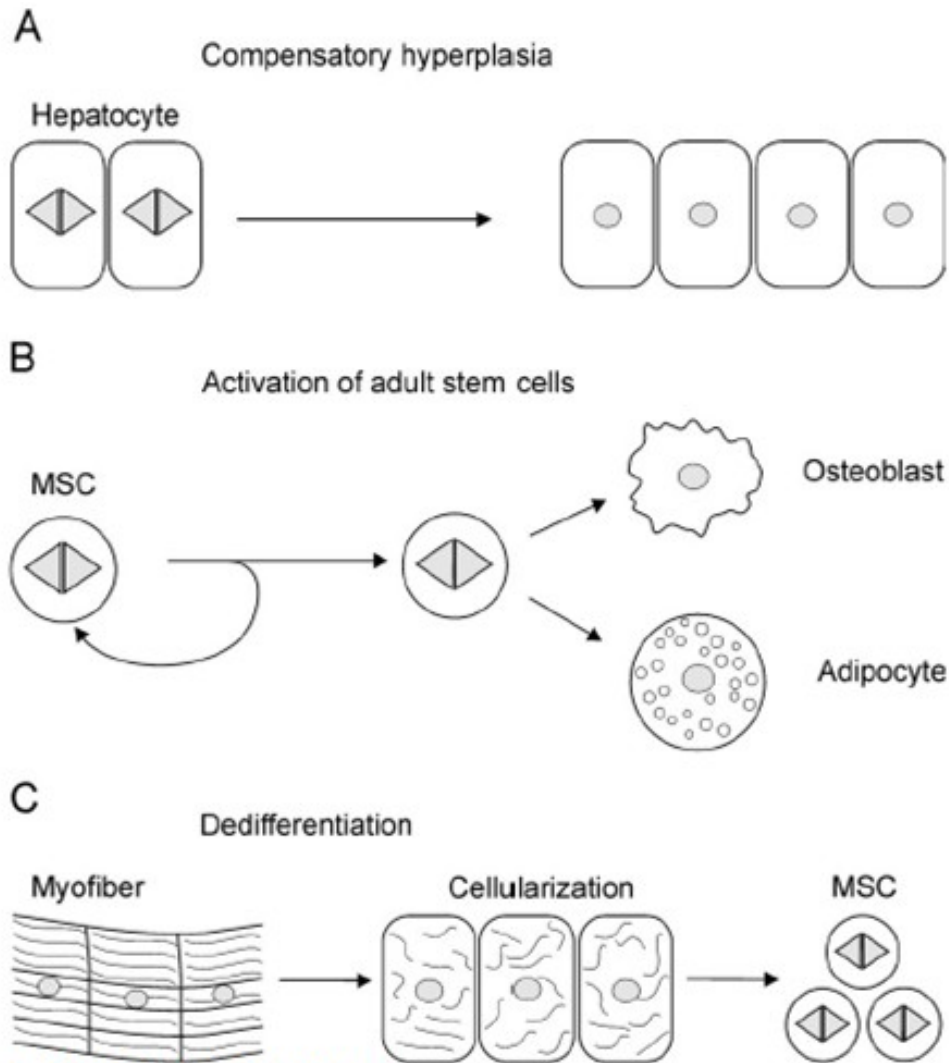 A
Compensatory hyperplasia
Hepatocyte
B
Activation of adult stem cells
MSC
Osteoblast
Adipocyte
C
Dedifferentiation
Myofiber
Cellularization
MSC